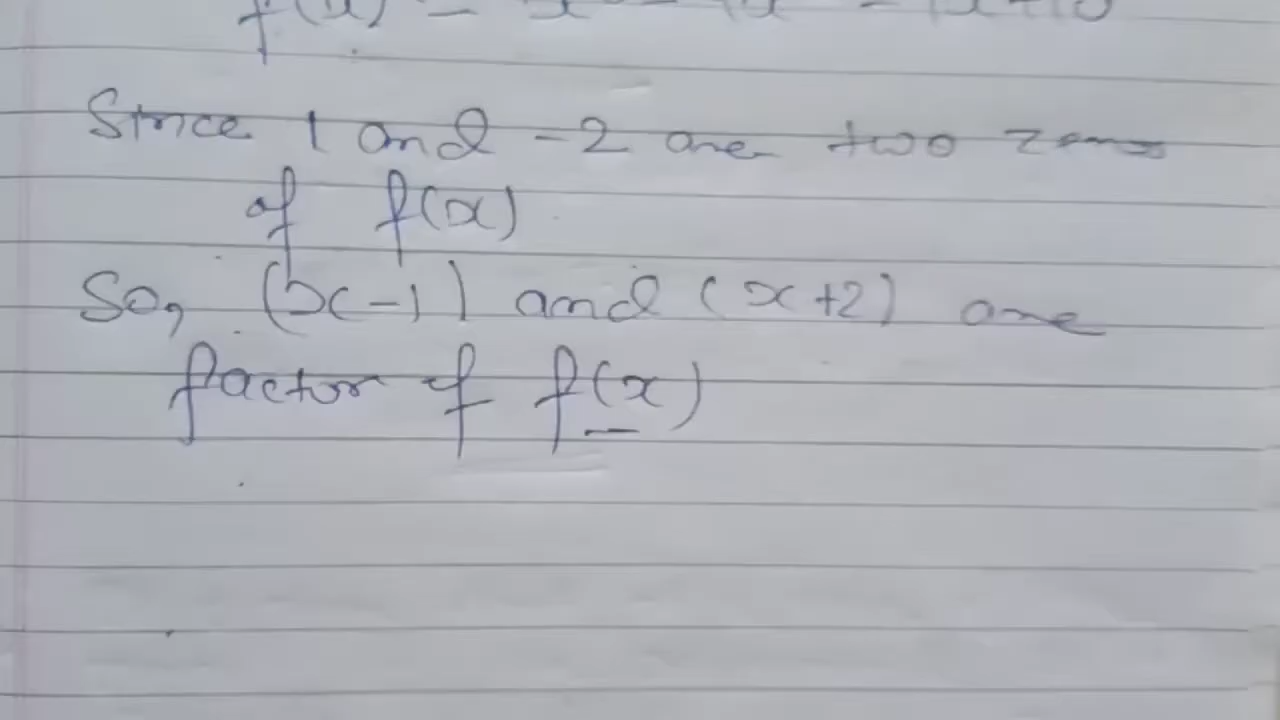 Since 1 and -2 are two zeros
of f(x)
So, (x-1) and (x+2) are
factor of f(x)